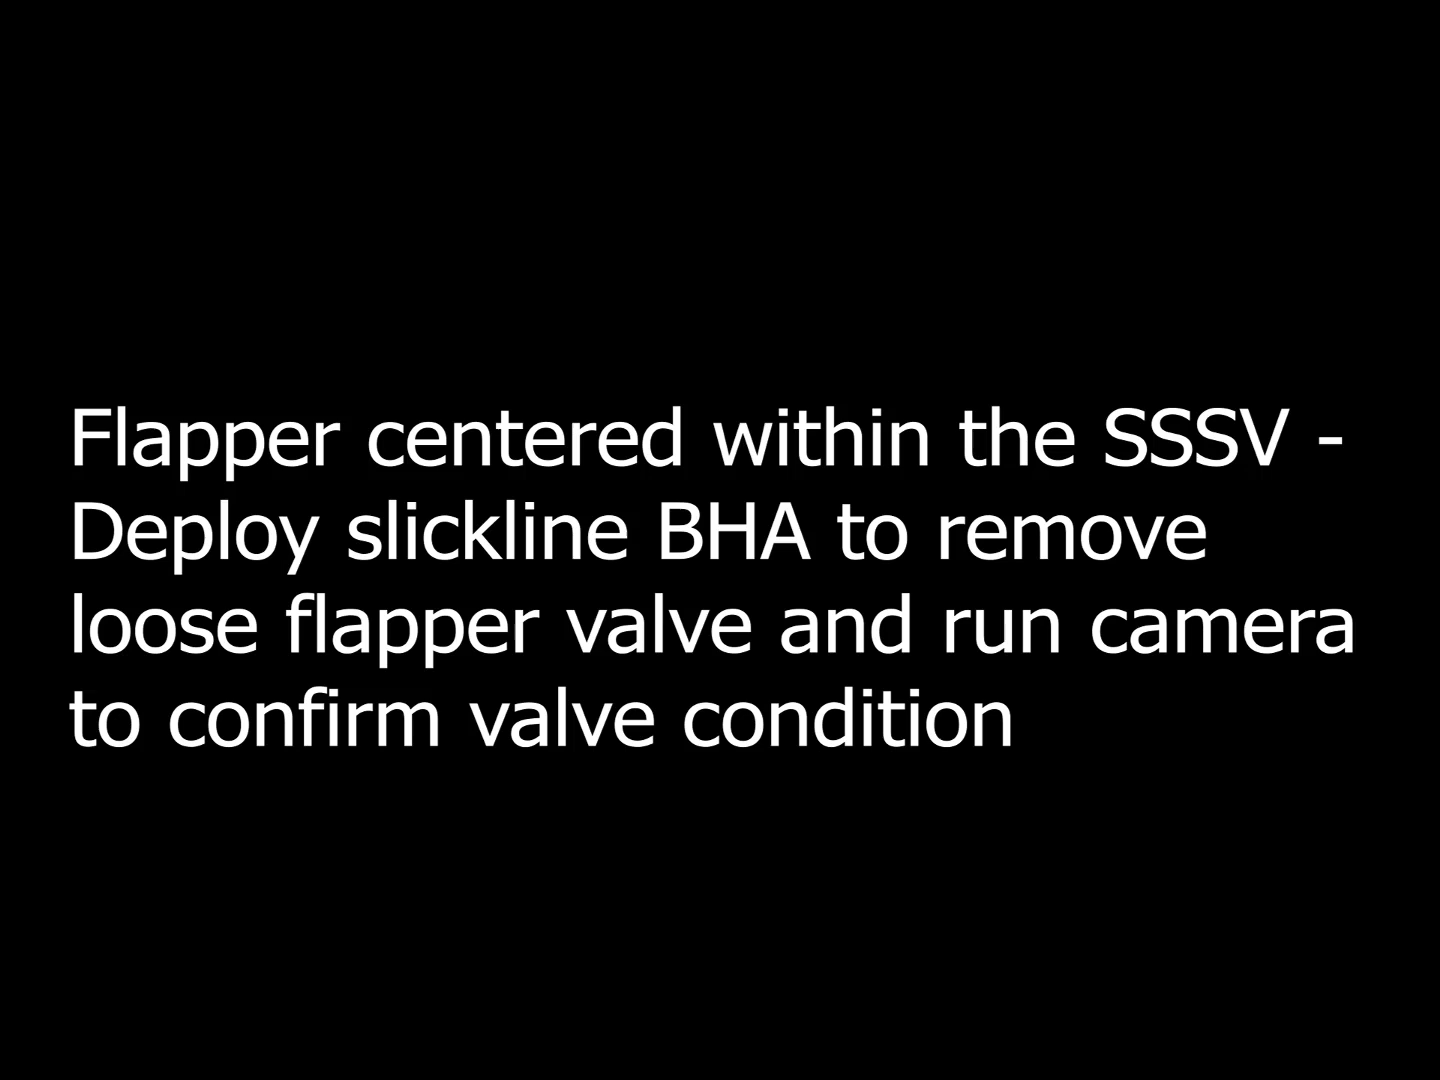 Flapper centered within the SSSV -
Deploy slickline BHA to remove
loose flapper valve and run camera
to confirm valve condition